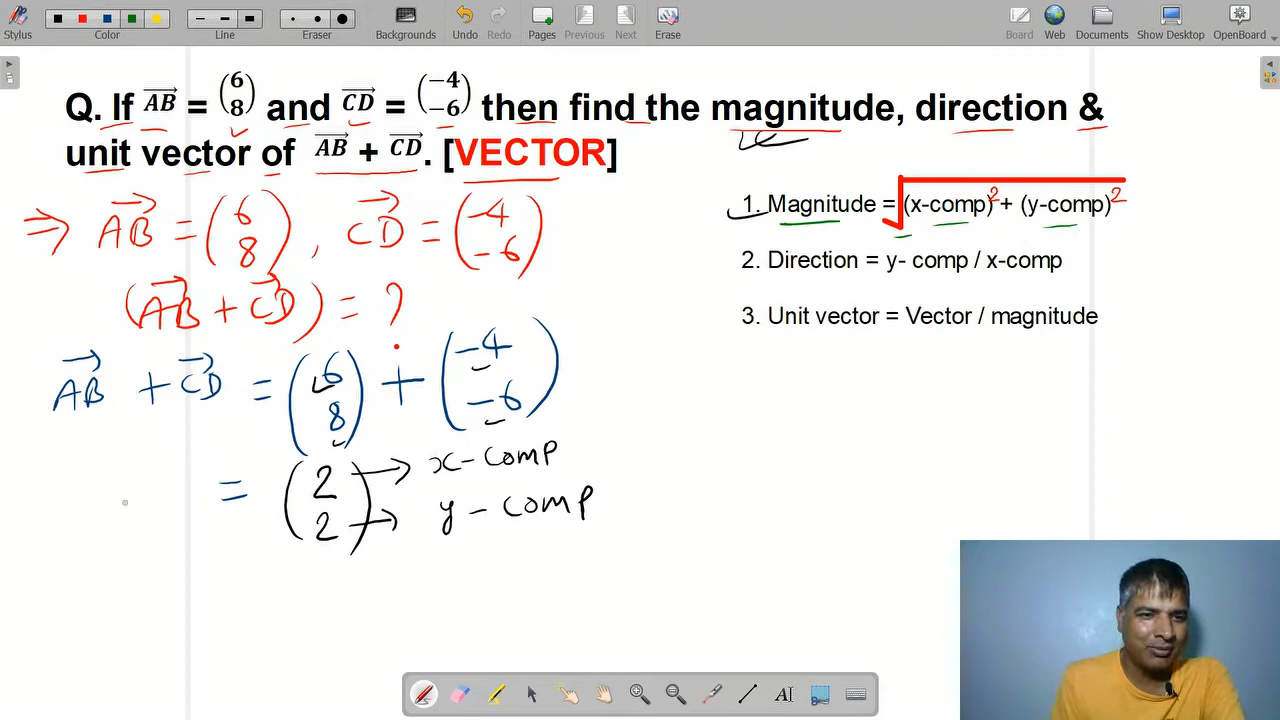 Stylus
Color
Line
Eraser
Backgrounds
Undo
Redo
Pages
Previous
Next
Erase
Board
Web
Documents
Show Desktop
OpenBoard
Q. If AB = (6 8) and CD = (−4 −6) then find the magnitude, direction &
unit vector of AB + CD. [VECTOR]
⇒ AB = (6 8), CD = (-4 -6)
(AB + CD) = ?
AB + CD = (6 8) + (-4 -6)
= (2 2) → x-comp → y-comp
1. Magnitude = √(x-comp)² + (y-comp)²
2. Direction = y- comp / x-comp
3. Unit vector = Vector / magnitude